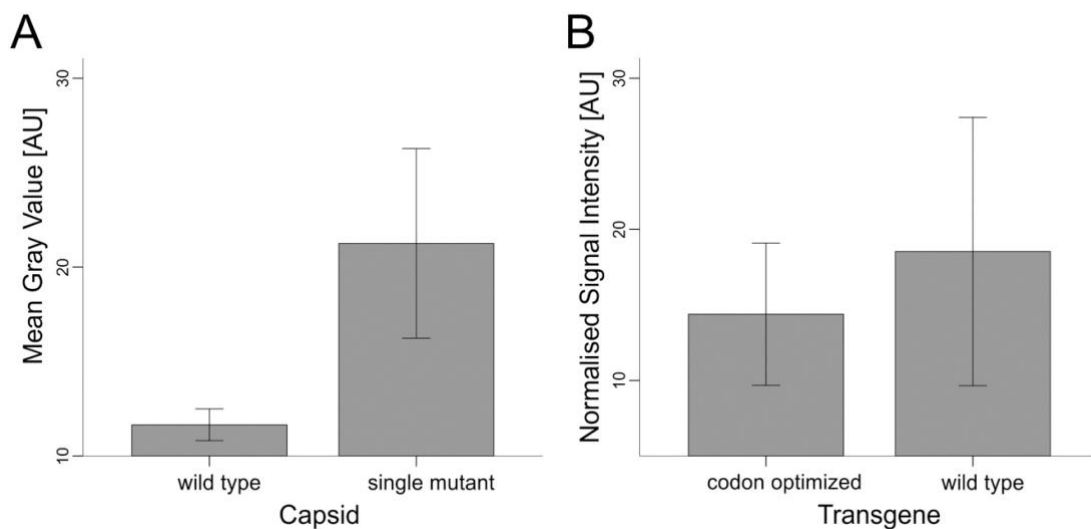 A
Mean Gray Value [AU]
30
20
10
wild type
single mutant
Capsid
B
Normalised Signal Intensity [AU]
30
20
10
codon optimized
wild type
Transgene